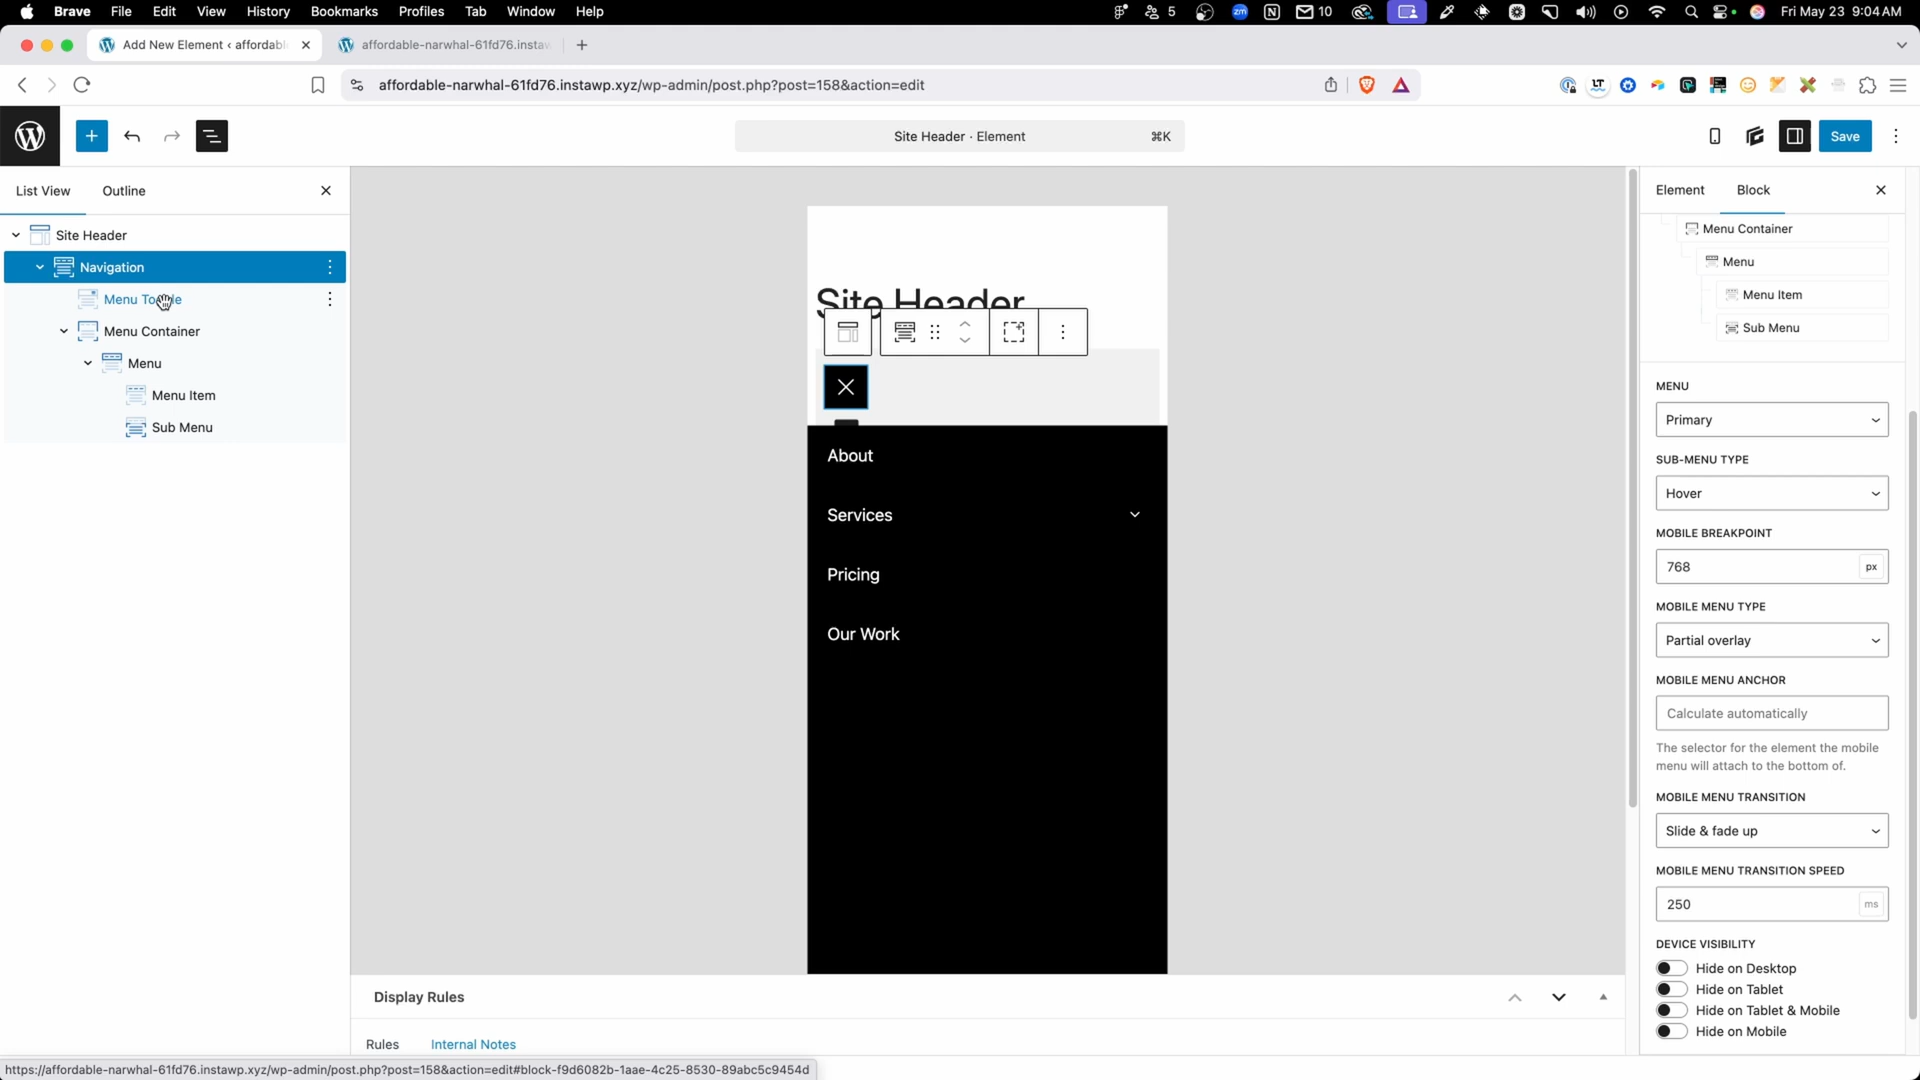 Brave File Edit View History Bookmarks Profiles Tab Window Help 5 zm 10 Fri May 23 9:04 AM
Add New Element ‹ affordab
affordable-narwhal-61fd76.instaw
affordable-narwhal-61fd76.instawp.xyz/wp-admin/post.php?post=158&action=edit
LT
Site Header · Element ⌘K
Save
List View Outline
Element Block
Site Header
Navigation
Menu Toggle
Menu Container
Menu
Menu Item
Sub Menu
Site Header
About
Services
Pricing
Our Work
Menu Container
Menu
Menu Item
Sub Menu
MENU
Primary
SUB-MENU TYPE
Hover
MOBILE BREAKPOINT
768 px
MOBILE MENU TYPE
Partial overlay
MOBILE MENU ANCHOR
Calculate automatically
The selector for the element the mobile
menu will attach to the bottom of.
MOBILE MENU TRANSITION
Slide & fade up
MOBILE MENU TRANSITION SPEED
250 ms
DEVICE VISIBILITY
Hide on Desktop
Hide on Tablet
Hide on Tablet & Mobile
Hide on Mobile
Display Rules
Rules Internal Notes
https://affordable-narwhal-61fd76.instawp.xyz/wp-admin/post.php?post=158&action=edit#block-f9d6082b-1aae-4c25-8530-89abc5c9454d